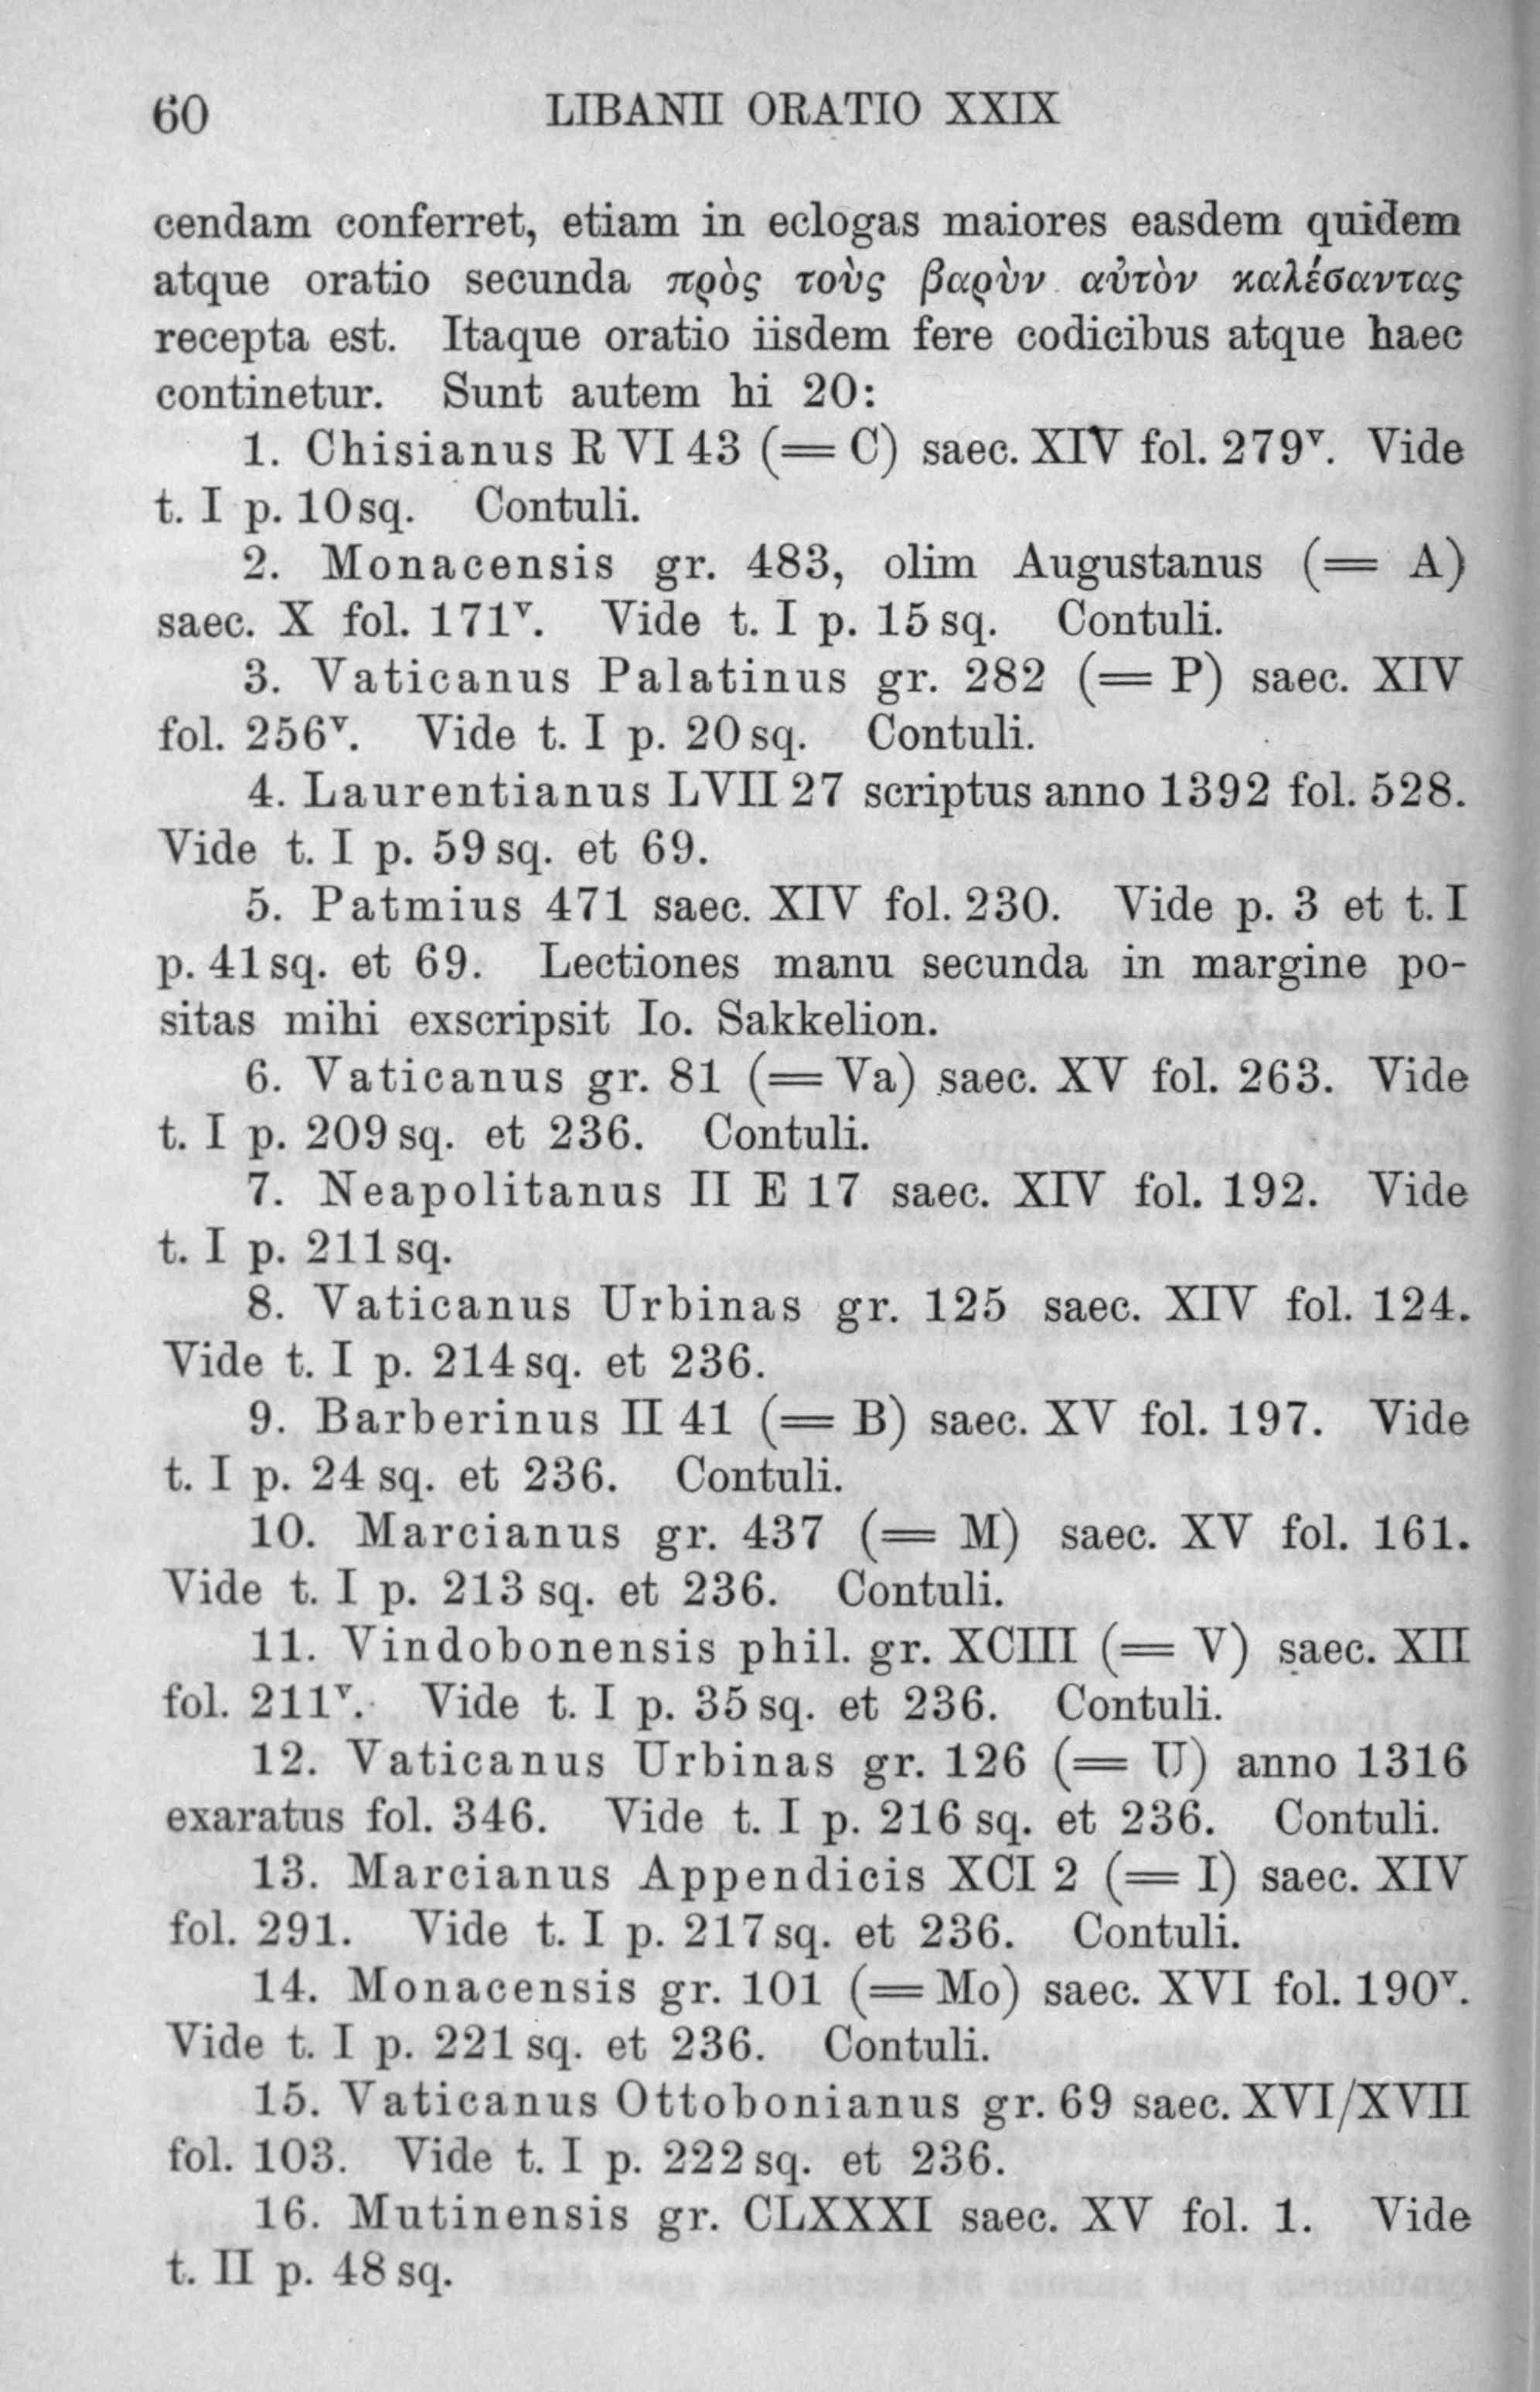 60 LIBANII ORATIO XXIX
cendam conferret, etiam in eclogas maiores easdem quidem
atque oratio secunda πρὸς τοὺς βαρὺν αὐτὸν καλέσαντας
recepta est. Itaque oratio iisdem fere codicibus atque haec
continetur. Sunt autem hi 20:
1. Chisianus R VI 43 (= C) saec. XIV fol. 279ᵛ. Vide
t. I p. 10 sq. Contuli.
2. Monacensis gr. 483, olim Augustanus (= A)
saec. X fol. 171ᵛ. Vide t. I p. 15 sq. Contuli.
3. Vaticanus Palatinus gr. 282 (= P) saec. XIV
fol. 256ᵛ. Vide t. I p. 20 sq. Contuli.
4. Laurentianus LVII 27 scriptus anno 1392 fol. 528.
Vide t. I p. 59 sq. et 69.
5. Patmius 471 saec. XIV fol. 230. Vide p. 3 et t. I
p. 41 sq. et 69. Lectiones manu secunda in margine po-
sitas mihi exscripsit Io. Sakkelion.
6. Vaticanus gr. 81 (= Va) saec. XV fol. 263. Vide
t. I p. 209 sq. et 236. Contuli.
7. Neapolitanus II E 17 saec. XIV fol. 192. Vide
t. I p. 211 sq.
8. Vaticanus Urbinas gr. 125 saec. XIV fol. 124.
Vide t. I p. 214 sq. et 236.
9. Barberinus II 41 (= B) saec. XV fol. 197. Vide
t. I p. 24 sq. et 236. Contuli.
10. Marcianus gr. 437 (= M) saec. XV fol. 161.
Vide t. I p. 213 sq. et 236. Contuli.
11. Vindobonensis phil. gr. XCIII (= V) saec. XII
fol. 211ᵛ. Vide t. I p. 35 sq. et 236. Contuli.
12. Vaticanus Urbinas gr. 126 (= U) anno 1316
exaratus fol. 346. Vide t. I p. 216 sq. et 236. Contuli.
13. Marcianus Appendicis XCI 2 (= I) saec. XIV
fol. 291. Vide t. I p. 217 sq. et 236. Contuli.
14. Monacensis gr. 101 (= Mo) saec. XVI fol. 190ᵛ.
Vide t. I p. 221 sq. et 236. Contuli.
15. Vaticanus Ottobonianus gr. 69 saec. XVI/XVII
fol. 103. Vide t. I p. 222 sq. et 236.
16. Mutinensis gr. CLXXXI saec. XV fol. 1. Vide
t. II p. 48 sq.